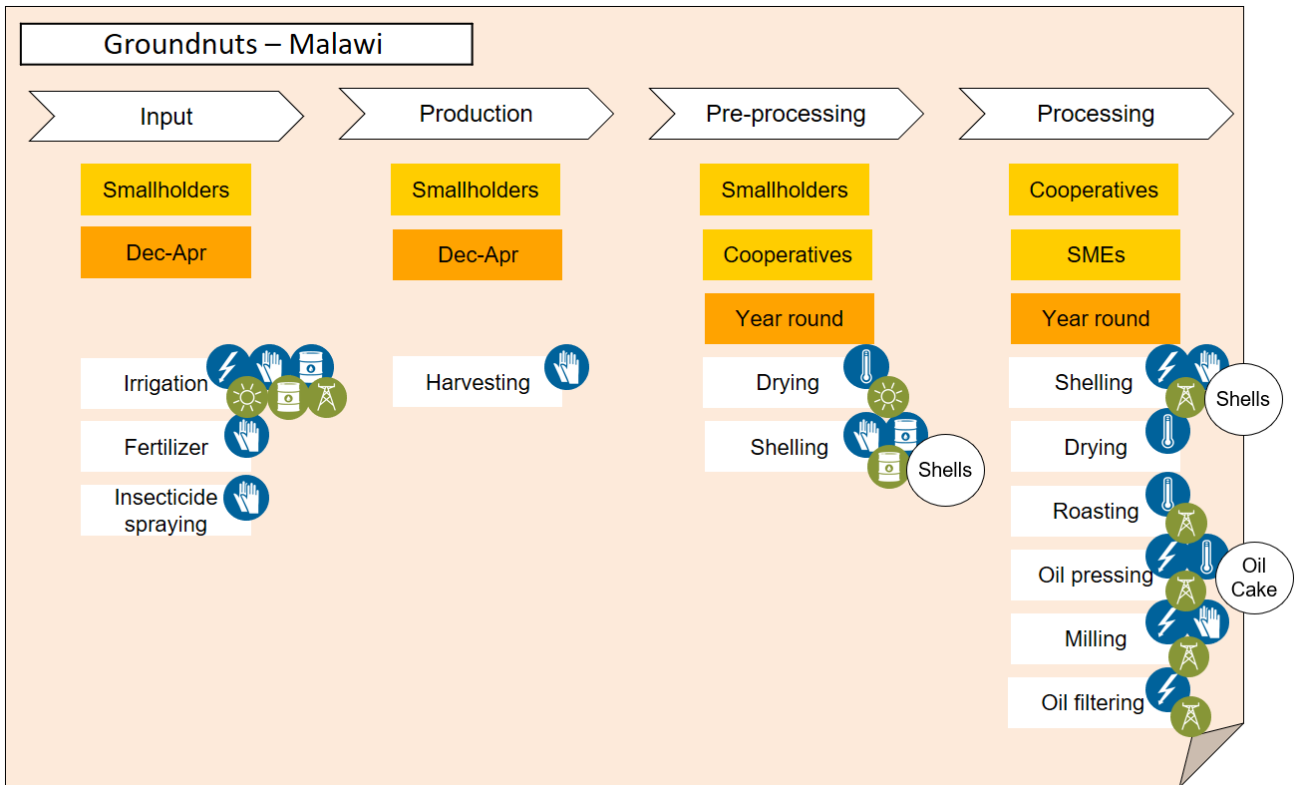 Groundnuts – Malawi
Input
Production
Pre-processing
Processing
Smallholders
Dec-Apr
Irrigation
Fertilizer
Insecticide
spraying
Smallholders
Dec-Apr
Harvesting
Smallholders
Cooperatives
Year round
Drying
Shelling
Shells
Cooperatives
SMEs
Year round
Shelling
Shells
Drying
Roasting
Oil pressing
Oil
Cake
Milling
Oil filtering